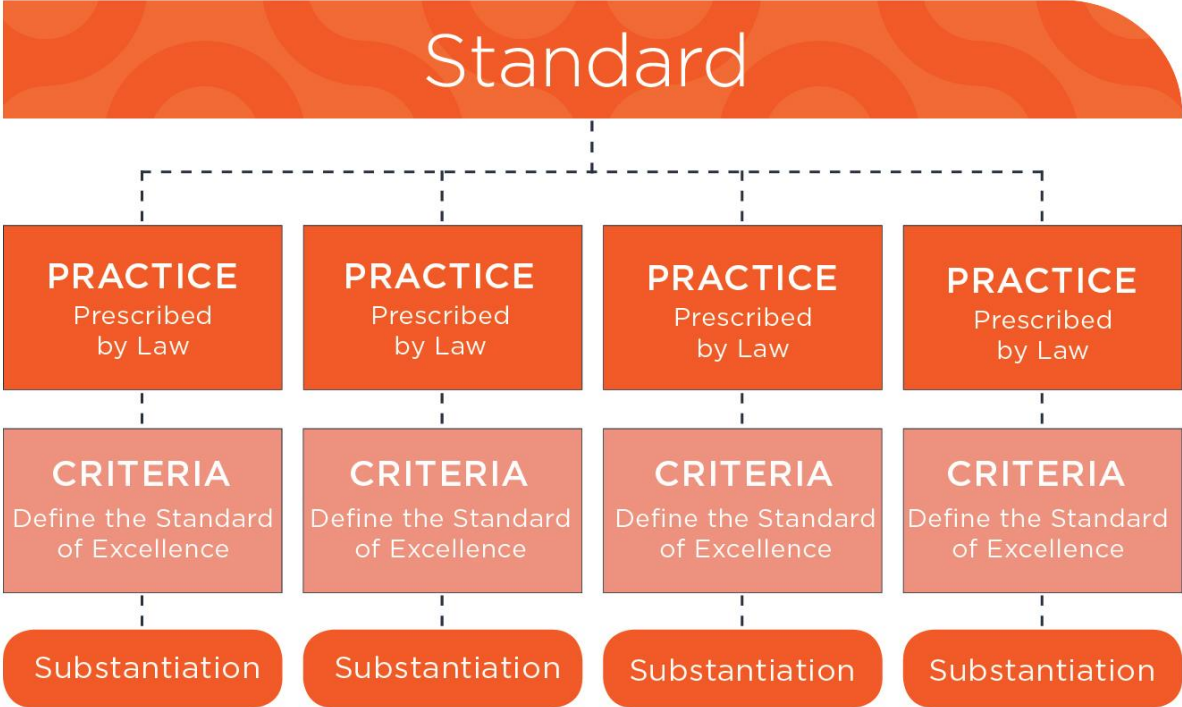 Standard
PRACTICE
Prescribed
by Law
PRACTICE
Prescribed
by Law
PRACTICE
Prescribed
by Law
PRACTICE
Prescribed
by Law
CRITERIA
Define the Standard
of Excellence
CRITERIA
Define the Standard
of Excellence
CRITERIA
Define the Standard
of Excellence
CRITERIA
Define the Standard
of Excellence
Substantiation
Substantiation
Substantiation
Substantiation